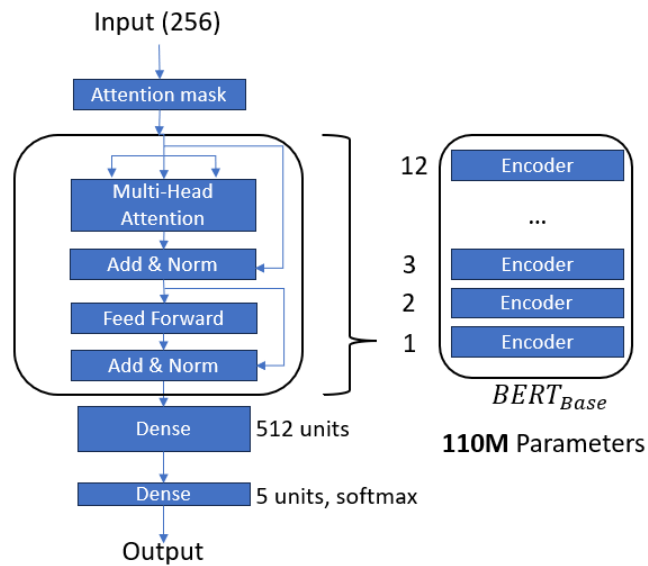 Input (256)
Attention mask
Multi-Head
Attention
Add & Norm
Feed Forward
Add & Norm
Dense
512 units
Dense
5 units, softmax
Output
12
Encoder
...
3
Encoder
2
Encoder
1
Encoder
BERT_Base
110M Parameters